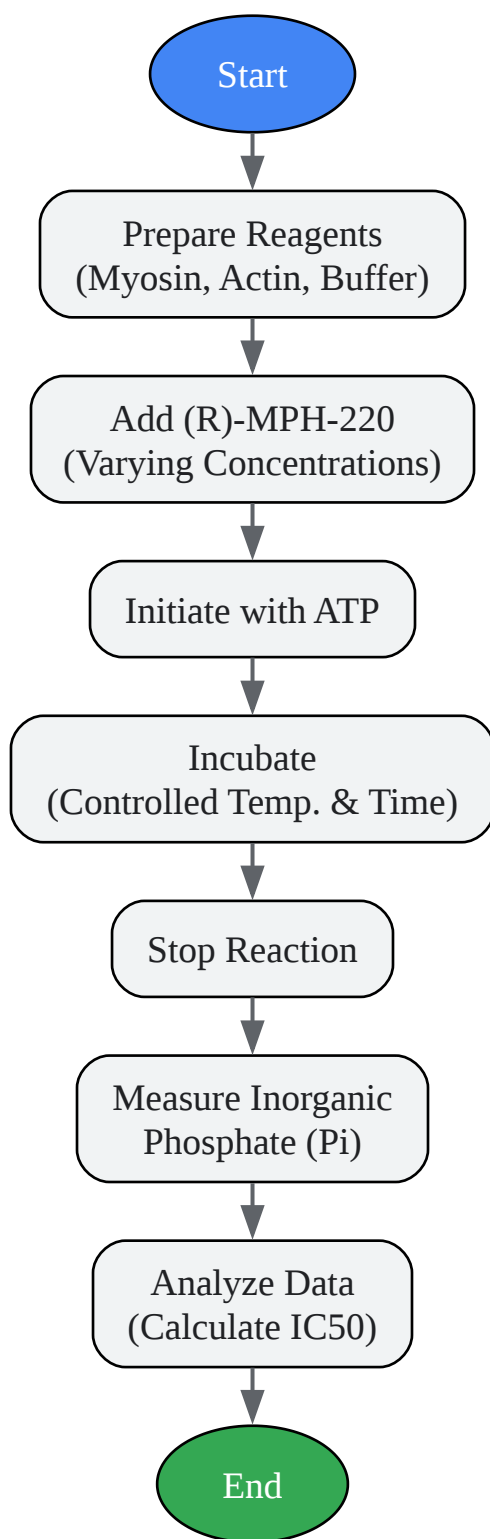 Start
Prepare Reagents
(Myosin, Actin, Buffer)
Add (R)-MPH-220
(Varying Concentrations)
Initiate with ATP
Incubate
(Controlled Temp. & Time)
Stop Reaction
Measure Inorganic
Phosphate (Pi)
Analyze Data
(Calculate IC50)
End